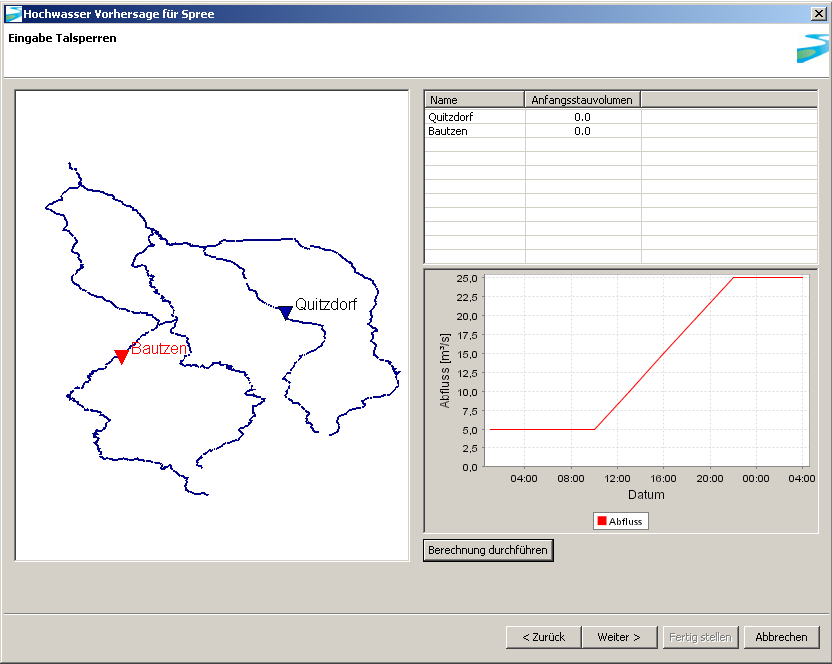 Hochwasser Vorhersage für Spree
Eingabe Talsperren
Quitzdorf
Bautzen
Name Anfangsstauvolumen
Quitzdorf 0.0
Bautzen 0.0
Abfluss [m³/s]
25,0
22,5
20,0
17,5
15,0
12,5
10,0
7,5
5,0
2,5
0,0
04:00 08:00 12:00 16:00 20:00 00:00 04:00
Datum
Abfluss
Berechnung durchführen
< Zurück Weiter > Fertig stellen Abbrechen